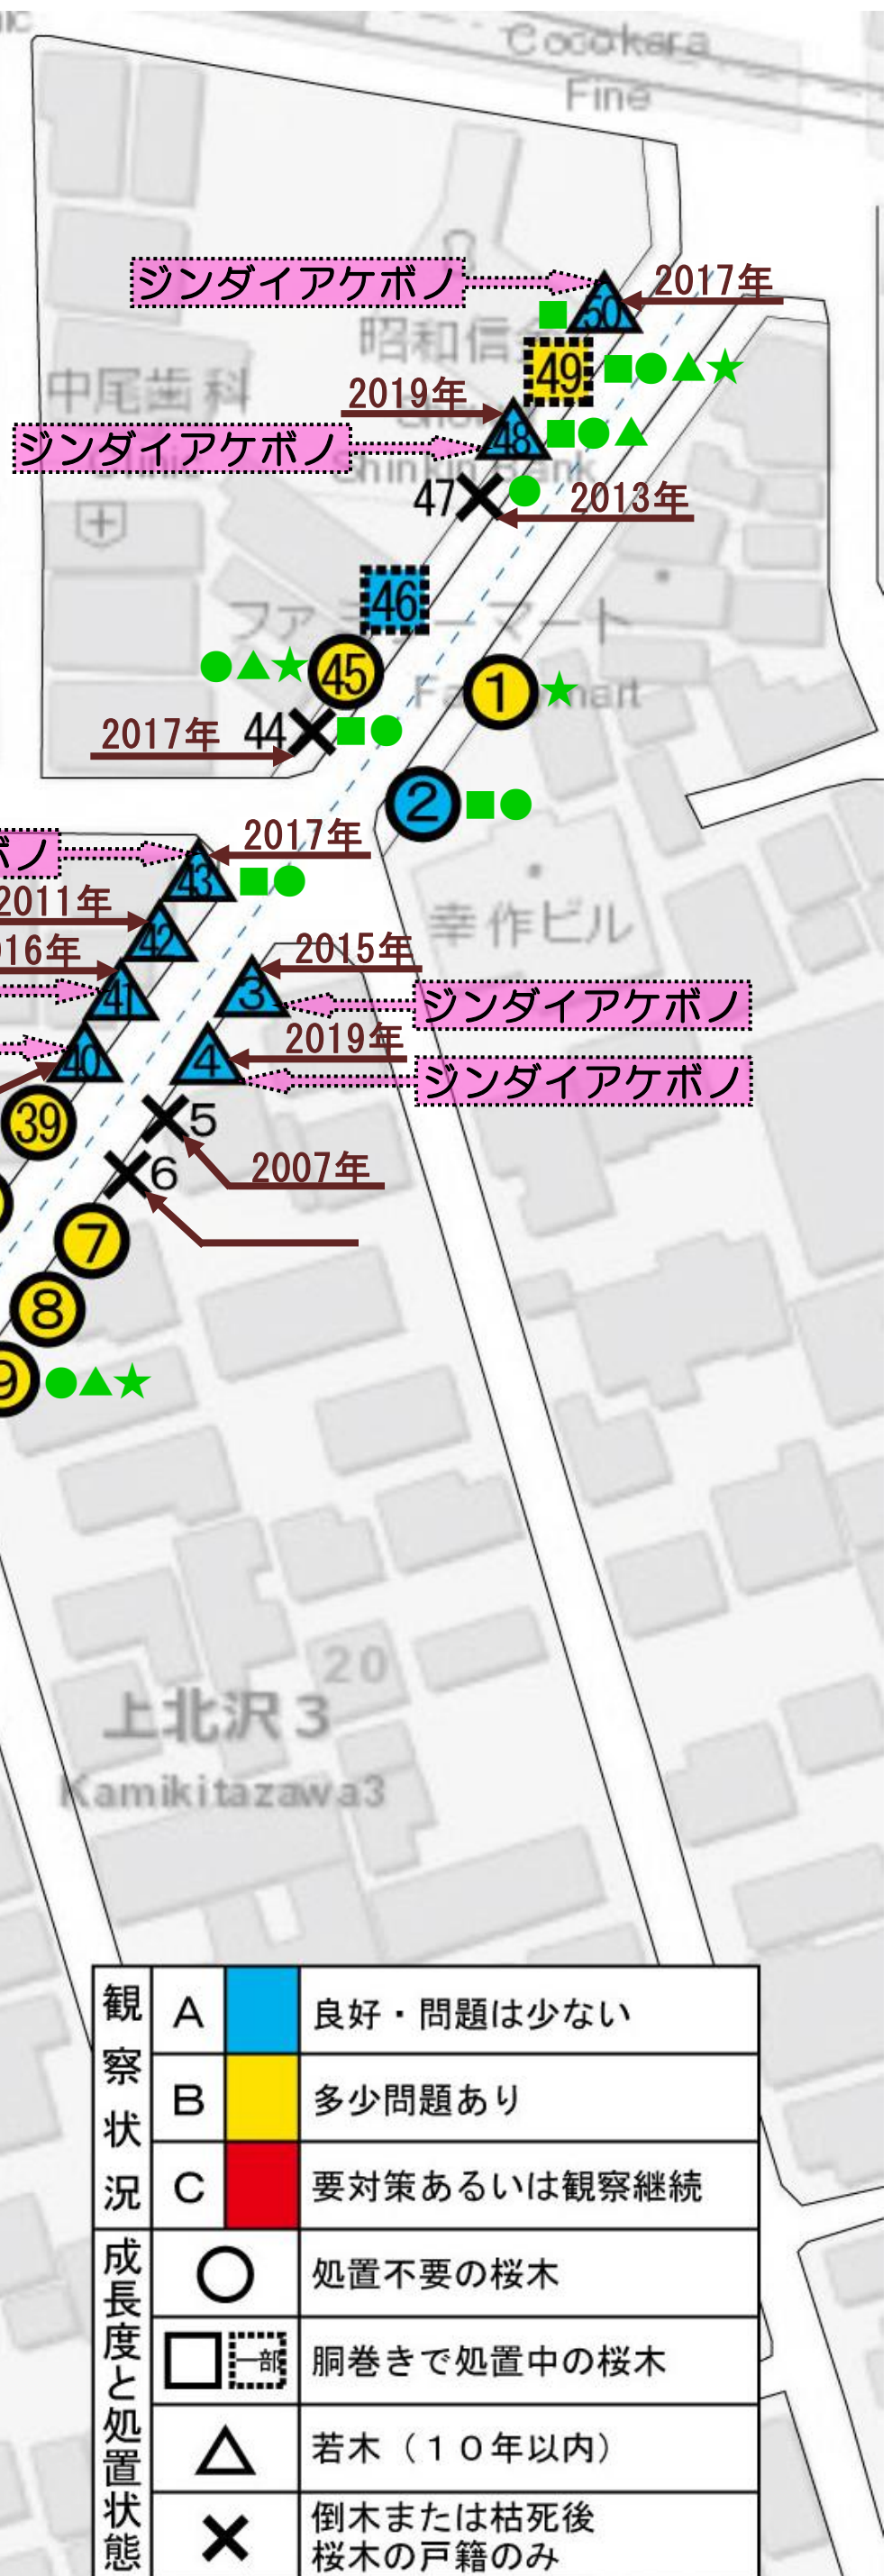 Cocokara
Fine
ジンダイアケボノ
2017年
50
昭和信金
49
中尾歯科
2019年
Showa
48
ジンダイアケボノ
Clinic
Shinkin Bank
47
2013年
46
ファミリーマート
45
1
FamilyMart
2017年
44
2
2017年
ボノ
43
2011年
42
幸作ビル
16年
2015年
41
3
ジンダイアケボノ
2019年
40
4
ジンダイアケボノ
39
5
2007年
6
7
8
9
20
上北沢3
Kamikitazawa3
観察状況
A
良好・問題は少ない
B
多少問題あり
C
要対策あるいは観察継続
成長度と処置状態
処置不要の桜木
一部
胴巻きで処置中の桜木
若木（１０年以内）
倒木または枯死後
桜木の戸籍のみ